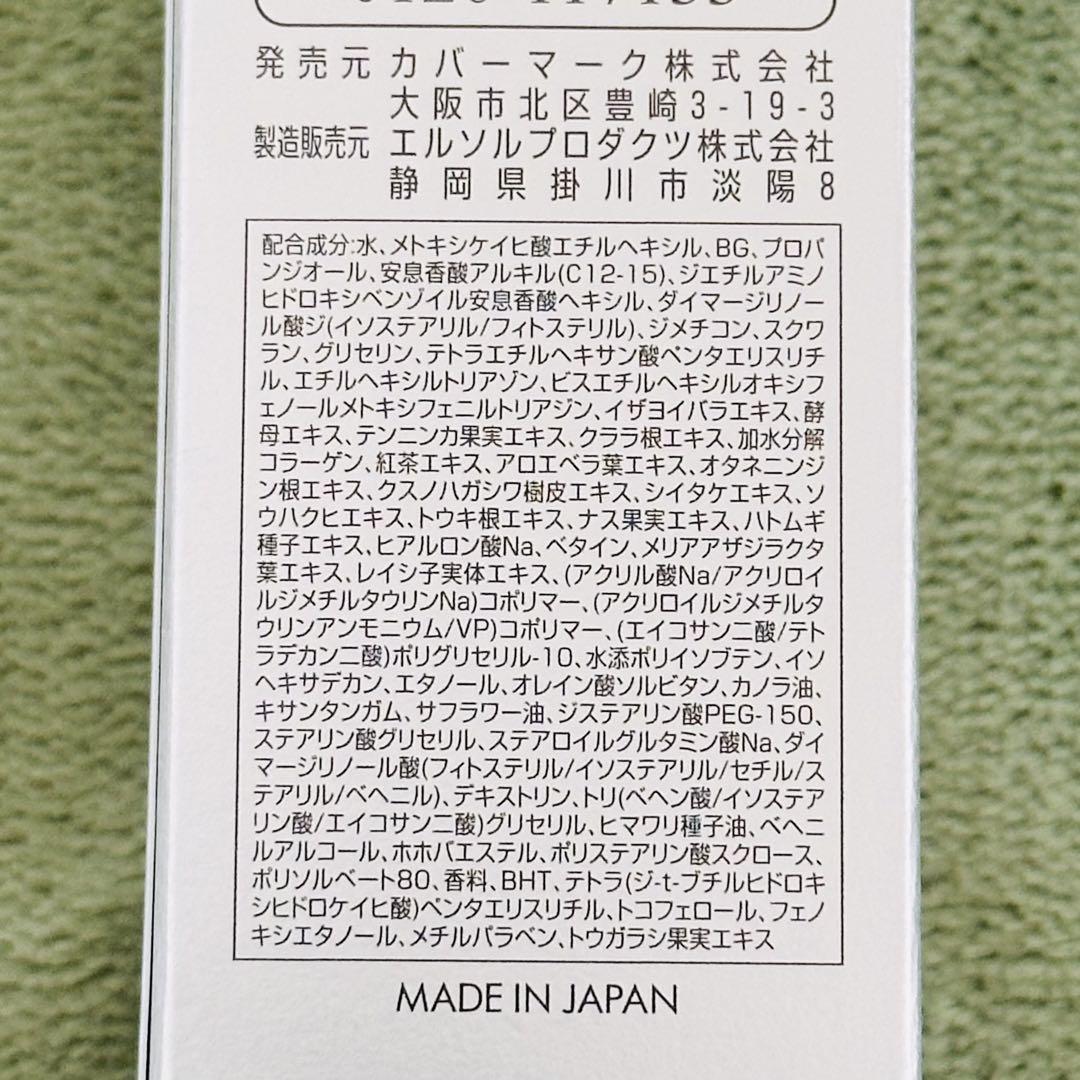 発売元 カバーマーク株式会社
大阪市北区豊崎3-19-3
製造販売元 エルソルプロダクツ株式会社
静岡県掛川市淡陽8
配合成分:水、メトキシケイヒ酸エチルヘキシル、BG、プロパ
ンジオール、安息香酸アルキル(C12-15)、ジエチルアミノ
ヒドロキシベンゾイル安息香酸ヘキシル、ダイマージリノー
ル酸ジ(イソステアリル/フィトステリル)、ジメチコン、スクワ
ラン、グリセリン、テトラエチルヘキサン酸ペンタエリスリチ
ル、エチルヘキシルトリアゾン、ビスエチルヘキシルオキシフ
ェノールメトキシフェニルトリアジン、イザヨイバラエキス、酵
母エキス、テンニンカ果実エキス、クララ根エキス、加水分解
コラーゲン、紅茶エキス、アロエベラ葉エキス、オタネニンジ
ン根エキス、クスノハガシワ樹皮エキス、シイタケエキス、ソ
ウハクヒエキス、トウキ根エキス、ナス果実エキス、ハトムギ
種子エキス、ヒアルロン酸Na、ベタイン、メリアアザジラクタ
葉エキス、レイシ子実体エキス、(アクリル酸Na/アクリロイ
ルジメチルタウリンNa)コポリマー、(アクリロイルジメチルタ
ウリンアンモニウム/VP)コポリマー、(エイコサン二酸/テト
ラデカン二酸)ポリグリセリル-10、水添ポリイソブテン、イソ
ヘキサデカン、エタノール、オレイン酸ソルビタン、カノラ油、
キサンタンガム、サフラワー油、ジステアリン酸PEG-150、
ステアリン酸グリセリル、ステアロイルグルタミン酸Na、ダイ
マージリノール酸(フィトステリル/イソステアリル/セチル/ス
テアリル/ベヘニル)、デキストリン、トリ(ベヘン酸/イソステア
リン酸/エイコサン二酸)グリセリル、ヒマワリ種子油、ベヘニ
ルアルコール、ホホバエステル、ポリステアリン酸スクロース、
ポリソルベート80、香料、BHT、テトラ(ジ-t-ブチルヒドロキ
シヒドロケイヒ酸)ペンタエリスリチル、トコフェロール、フェノ
キシエタノール、メチルパラベン、トウガラシ果実エキス
MADE IN JAPAN